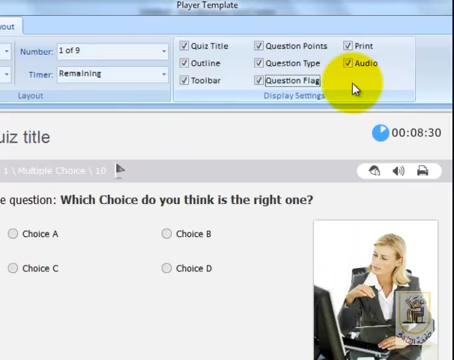 Player Template
out
Number: 1 of 9
Timer: Remaining
Layout
Quiz Title
Question Points
Print
Outline
Question Type
Audio
Toolbar
Question Flag
Display Settings
uiz title
00:08:30
1 \ Multiple Choice \ 10
e question: Which Choice do you think is the right one?
Choice A
Choice B
Choice C
Choice D